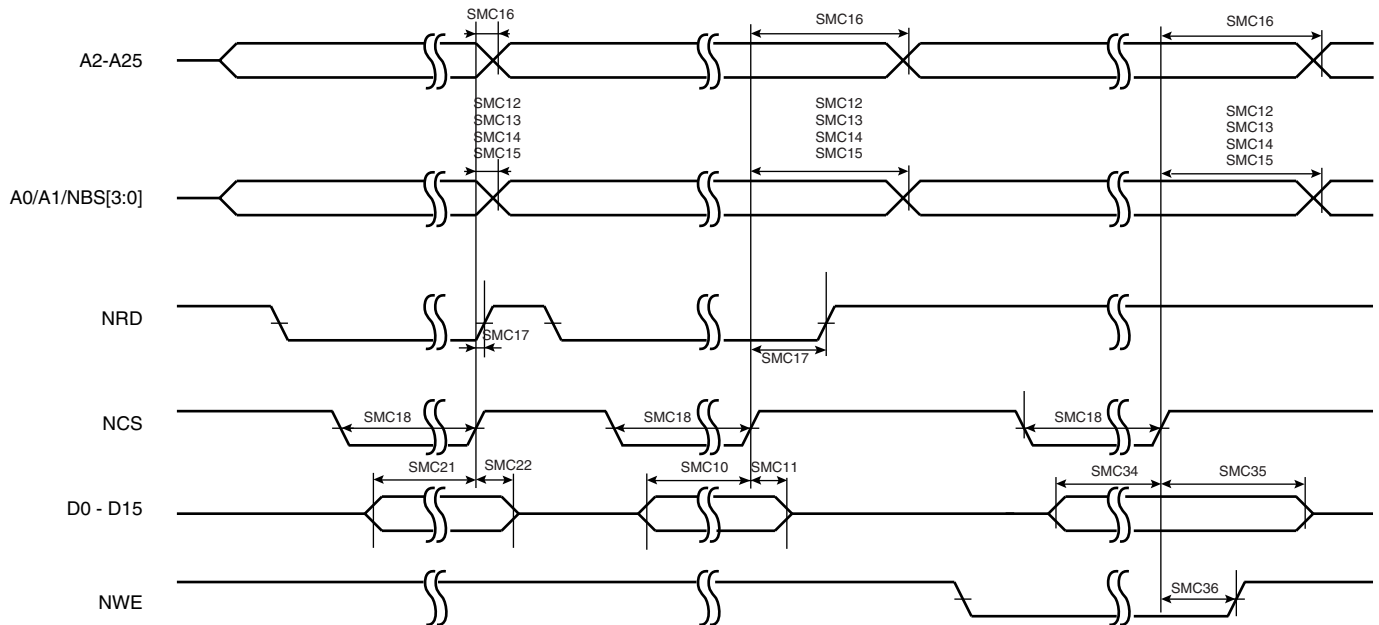 SMC16
SMC16
SMC16
A2-A25
SMC12
SMC13
SMC14
SMC15
SMC12
SMC13
SMC14
SMC15
SMC12
SMC13
SMC14
SMC15
A0/A1/NBS[3:0]
NRD
SMC17
SMC17
NCS
SMC18
SMC18
SMC18
SMC21
SMC22
SMC10
SMC11
SMC34
SMC35
D0 - D15
NWE
SMC36